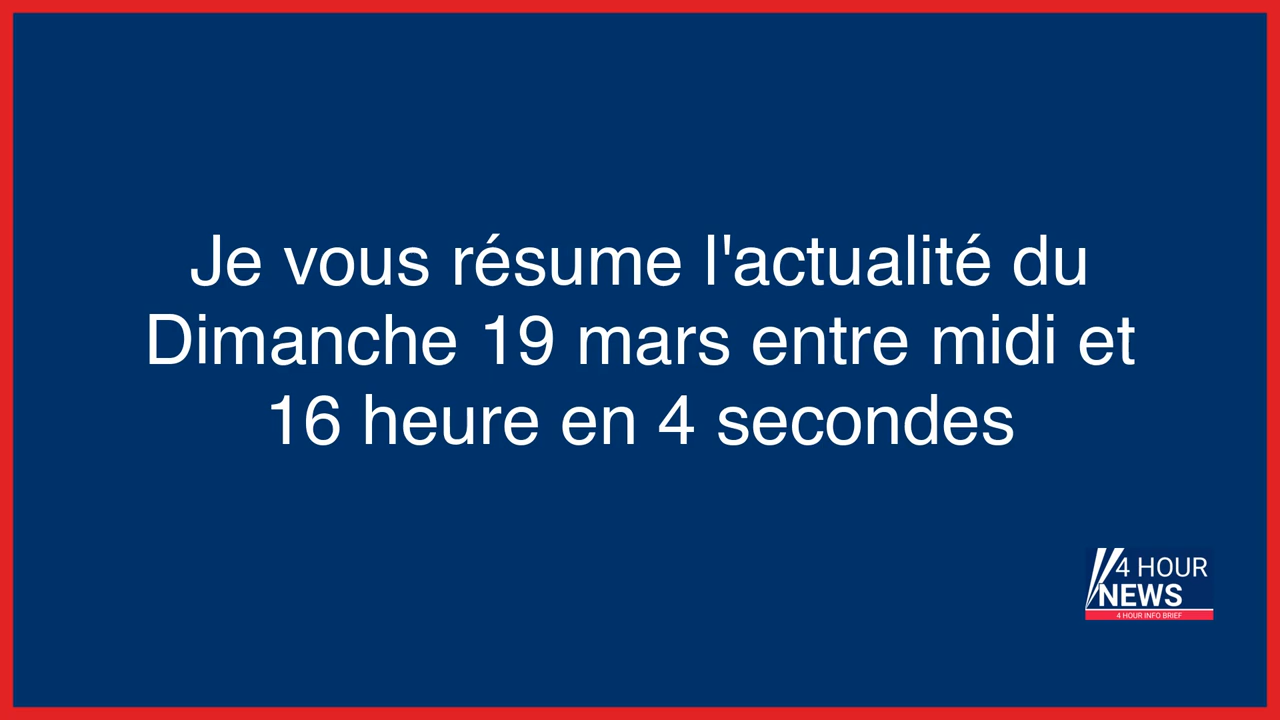 Je vous résume l'actualité du
Dimanche 19 mars entre midi et
16 heure en 4 secondes
4 HOUR
NEWS
4 HOUR INFO BRIEF